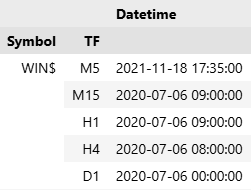 Datetime
Symbol TF
WIN$ M5 2021-11-18 17:35:00
M15 2020-07-06 09:00:00
H1 2020-07-06 09:00:00
H4 2020-07-06 08:00:00
D1 2020-07-06 00:00:00